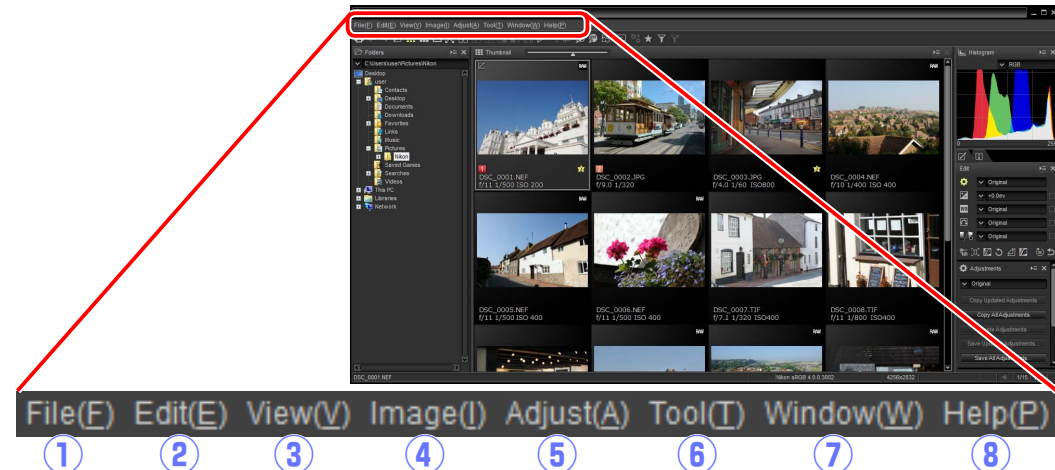 File(F) Edit(E) View(V) Image(I) Adjust(A) Tool(T) Window(W) Help(P)
Folders
Thumbnail
Histogram
C:\Users\user\Pictures\Nikon
RGB
Desktop
user
Contacts
Desktop
Documents
Downloads
Favorites
Links
Music
Pictures
Nikon
Saved Games
Searches
Videos
This PC
Libraries
Network
1
DSC_0001.NEF
f/11 1/500 ISO 200
2
DSC_0002.JPG
f/9.0 1/320
DSC_0003.JPG
f/4.0 1/60 ISO800
DSC_0004.NEF
f/10 1/400 ISO 400
DSC_0005.NEF
f/11 1/500 ISO 400
DSC_0006.NEF
f/11 1/500 ISO 400
DSC_0007.TIF
f/7.1 1/320 ISO400
DSC_0008.TIF
f/11 1/800 ISO400
0
Edit
Original
+0.0ev
Original
Original
Original
Adjustments
Original
Copy Updated Adjustments
Copy All Adjustments
Save All Adjustments...
DSC_0001.NEF
Nikon sRGB 4.0.0.3002
4256x2832
File(F) Edit(E) View(V) Image(I) Adjust(A) Tool(T) Window(W) Help(P)
① ② ③ ④ ⑤ ⑥ ⑦ ⑧